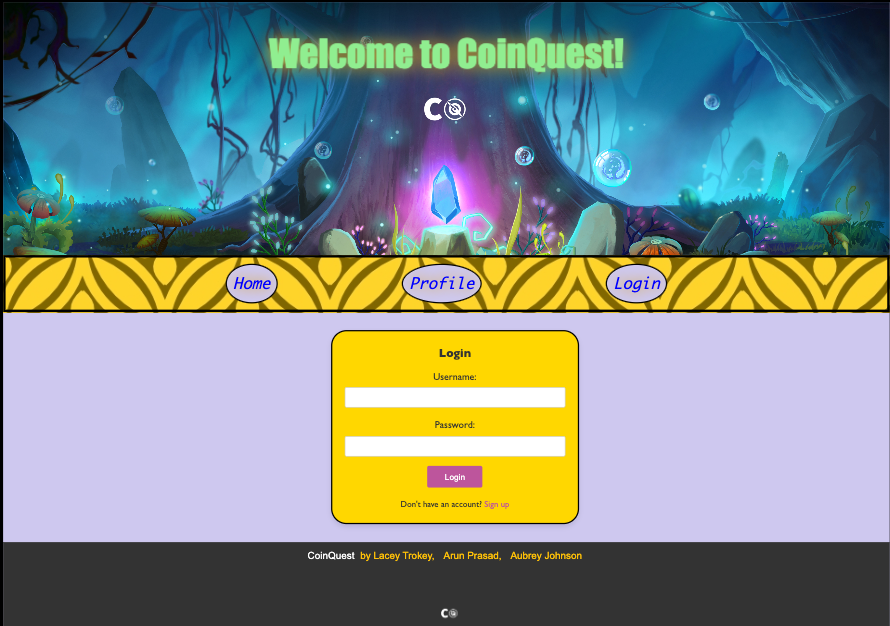 Welcome to CoinQuest!
C
Home Profile Login
Login
Username:
Password:
Login
Don't have an account? Sign up
CoinQuest by Lacey Trokey, Arun Prasad, Aubrey Johnson
C